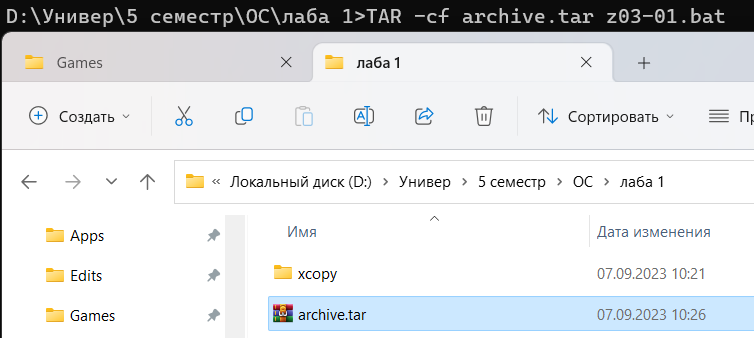 D:\Универ\5 семестр\ОС\лаба 1>TAR -cf archive.tar z03-01.bat
Games
лаба 1
Создать
Сортировать
« Локальный диск (D:) > Универ > 5 семестр > ОС > лаба 1
Имя
Дата изменения
Apps
Edits
Games
xcopy 07.09.2023 10:21
archive.tar 07.09.2023 10:26